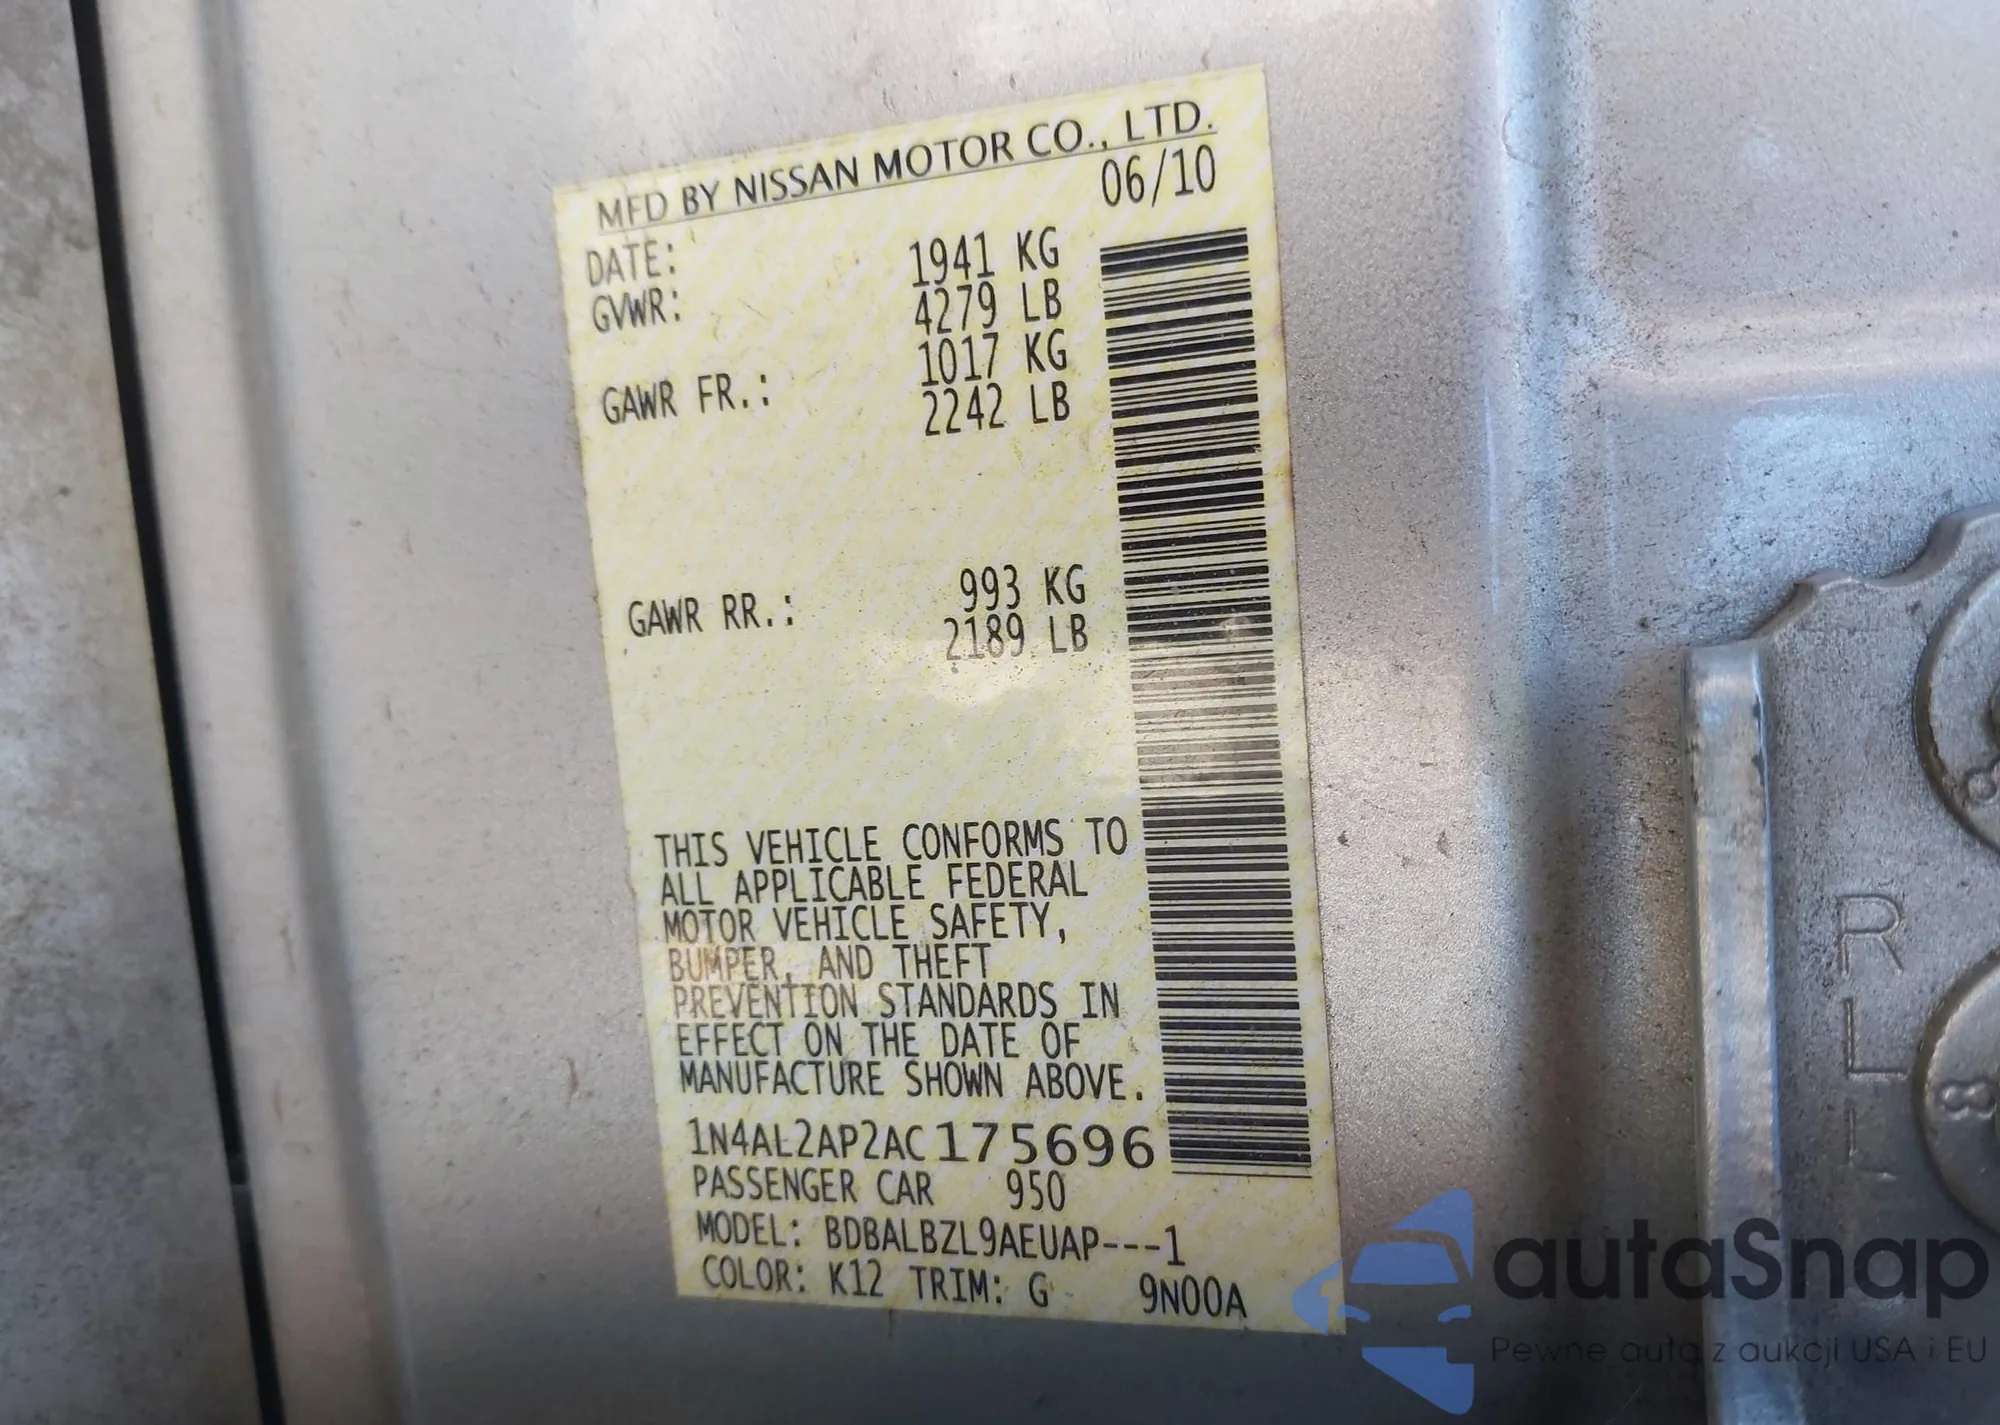 MFD BY NISSAN MOTOR CO., LTD.
DATE: 06/10
GVWR: 1941 KG
4279 LB
GAWR FR.: 1017 KG
2242 LB
GAWR RR.: 993 KG
2189 LB
THIS VEHICLE CONFORMS TO
ALL APPLICABLE FEDERAL
MOTOR VEHICLE SAFETY,
BUMPER, AND THEFT
PREVENTION STANDARDS IN
EFFECT ON THE DATE OF
MANUFACTURE SHOWN ABOVE.
1N4AL2AP2AC175696
PASSENGER CAR 950
MODEL: BDBALBZL9AEUAP---1
COLOR: K12 TRIM: G 9N00A
R
L
8
autaSnap
Pewne auta z aukcji USA i EU